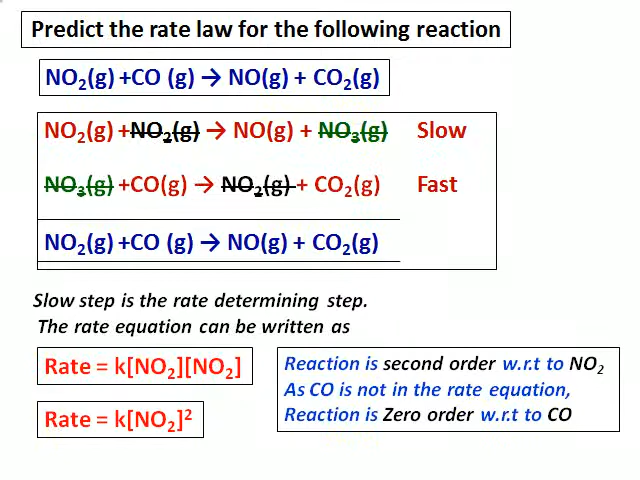 Predict the rate law for the following reaction
NO₂(g) +CO (g) → NO(g) + CO₂(g)
NO₂(g) +NO₂(g) → NO(g) + NO₃(g) Slow
NO₃(g) +CO(g) → NO₂(g) + CO₂(g) Fast
NO₂(g) +CO (g) → NO(g) + CO₂(g)
Slow step is the rate determining step.
The rate equation can be written as
Rate = k[NO₂][NO₂]
Rate = k[NO₂]²
Reaction is second order w.r.t to NO₂
As CO is not in the rate equation,
Reaction is Zero order w.r.t to CO